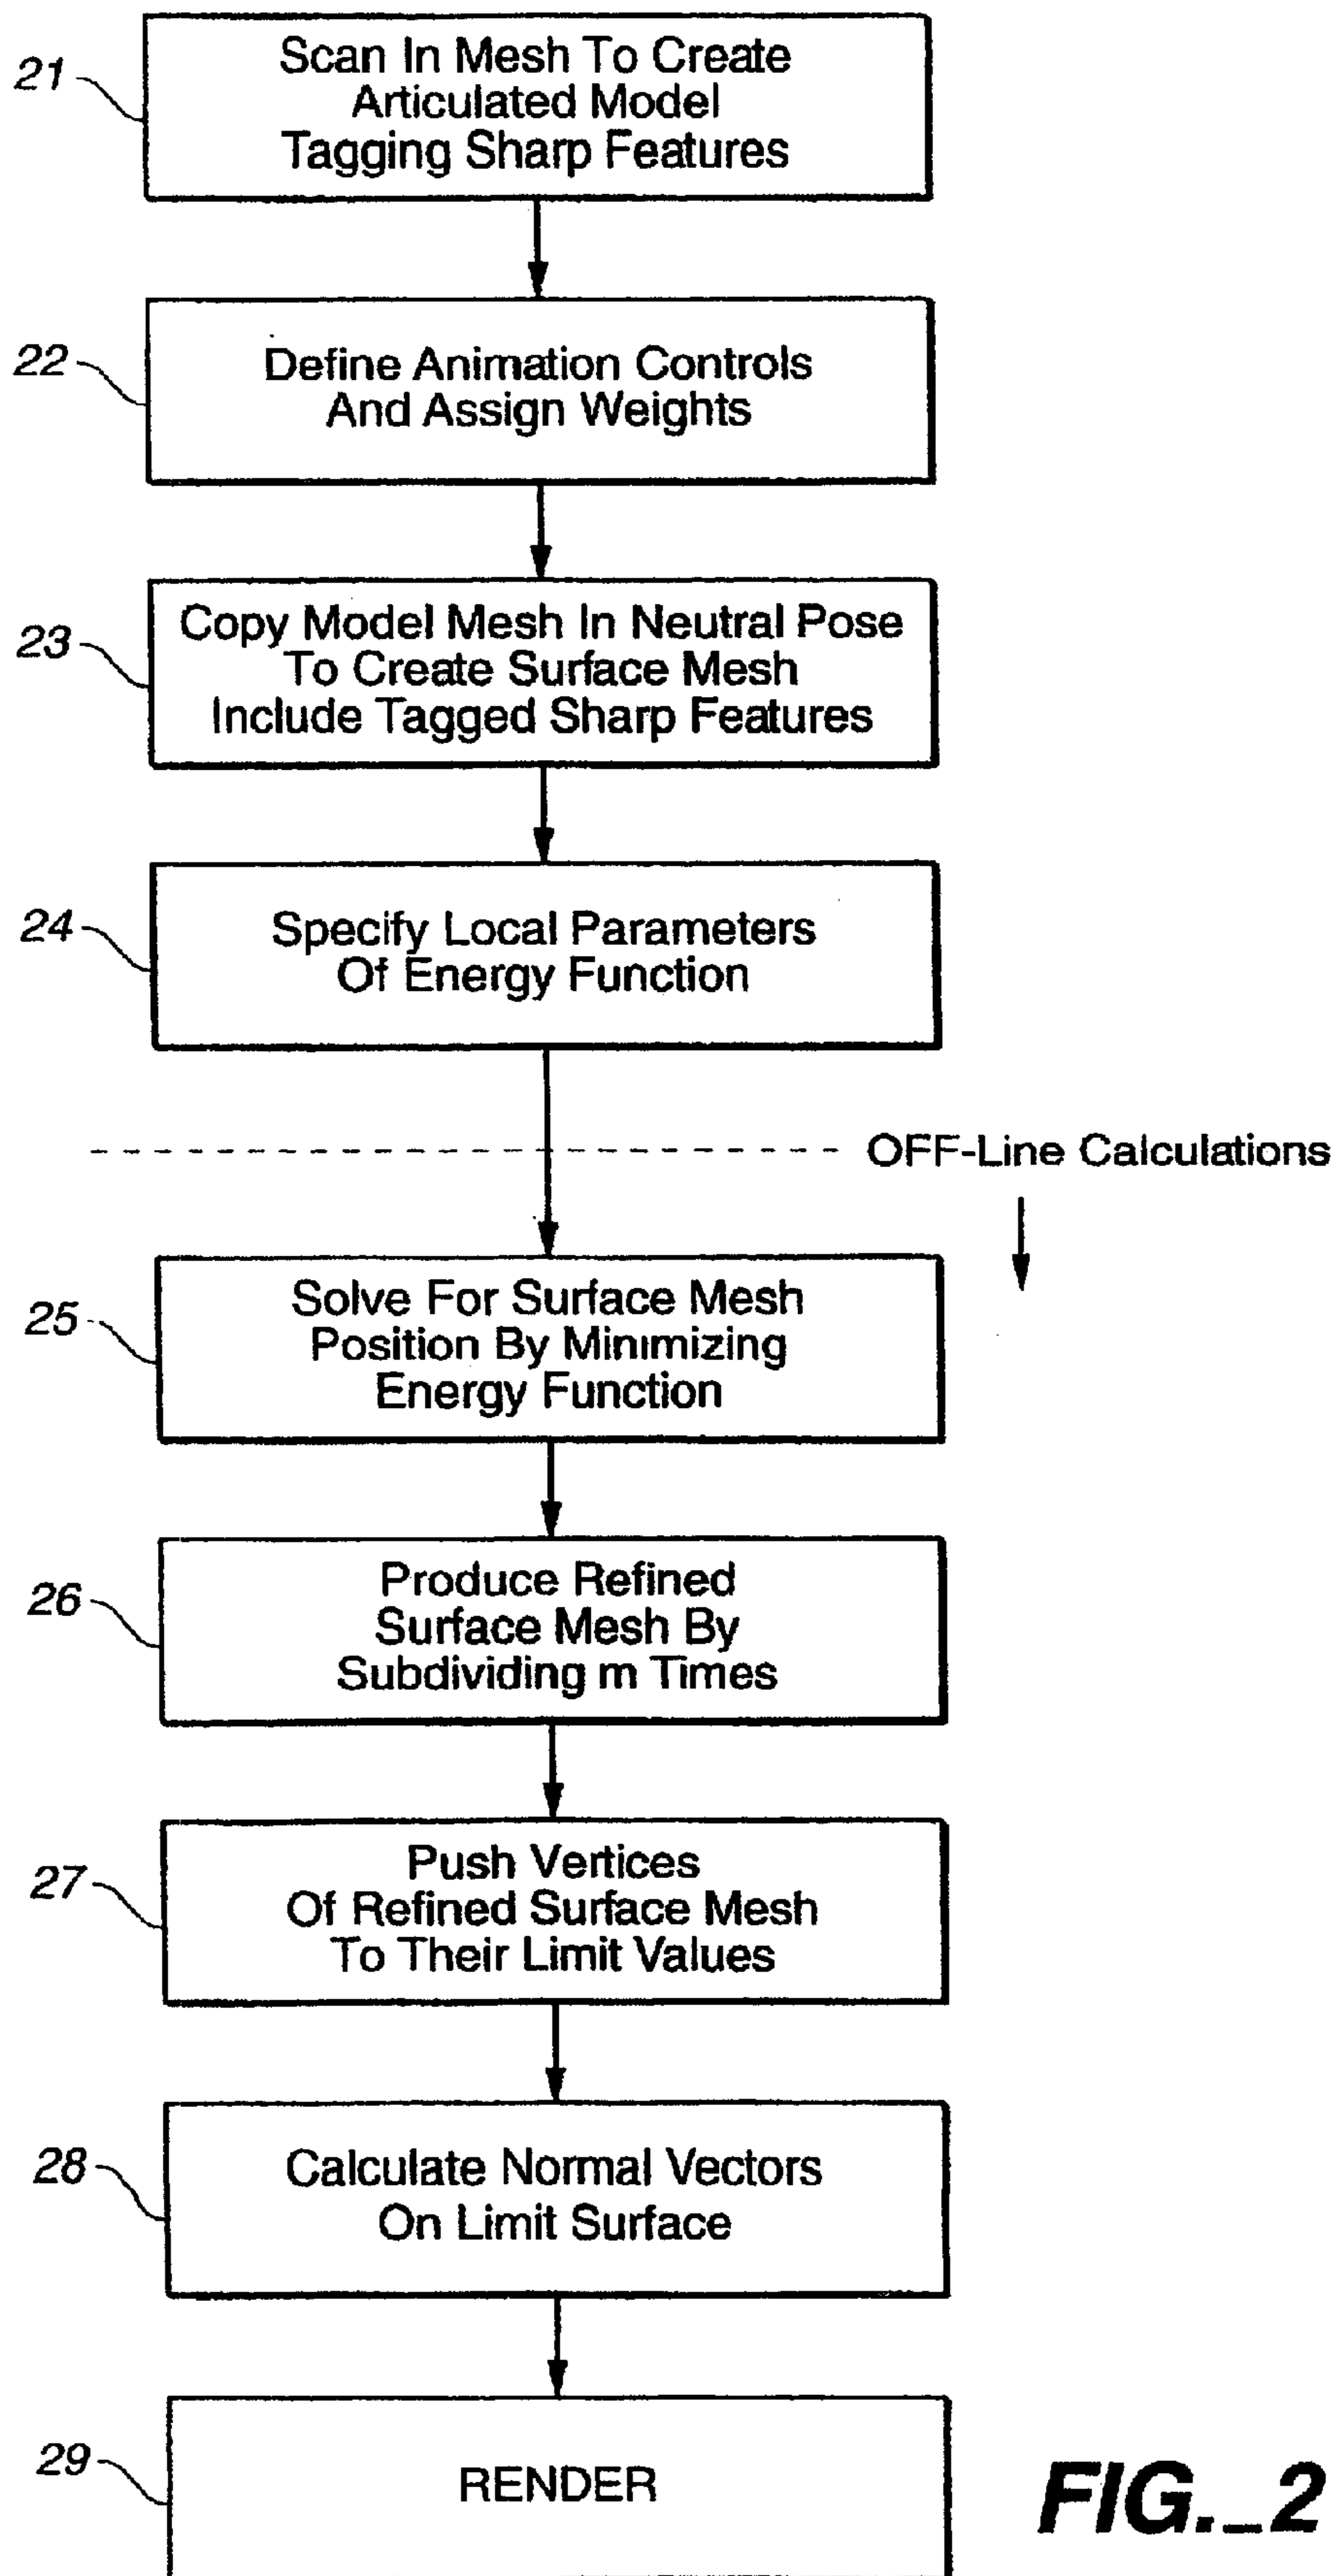 21
Scan In Mesh To Create
Articulated Model
Tagging Sharp Features
22
Define Animation Controls
And Assign Weights
23
Copy Model Mesh In Neutral Pose
To Create Surface Mesh
Include Tagged Sharp Features
24
Specify Local Parameters
Of Energy Function
OFF-Line Calculations
25
Solve For Surface Mesh
Position By Minimizing
Energy Function
26
Produce Refined
Surface Mesh By
Subdividing m Times
27
Push Vertices
Of Refined Surface Mesh
To Their Limit Values
28
Calculate Normal Vectors
On Limit Surface
29
RENDER
FIG._2